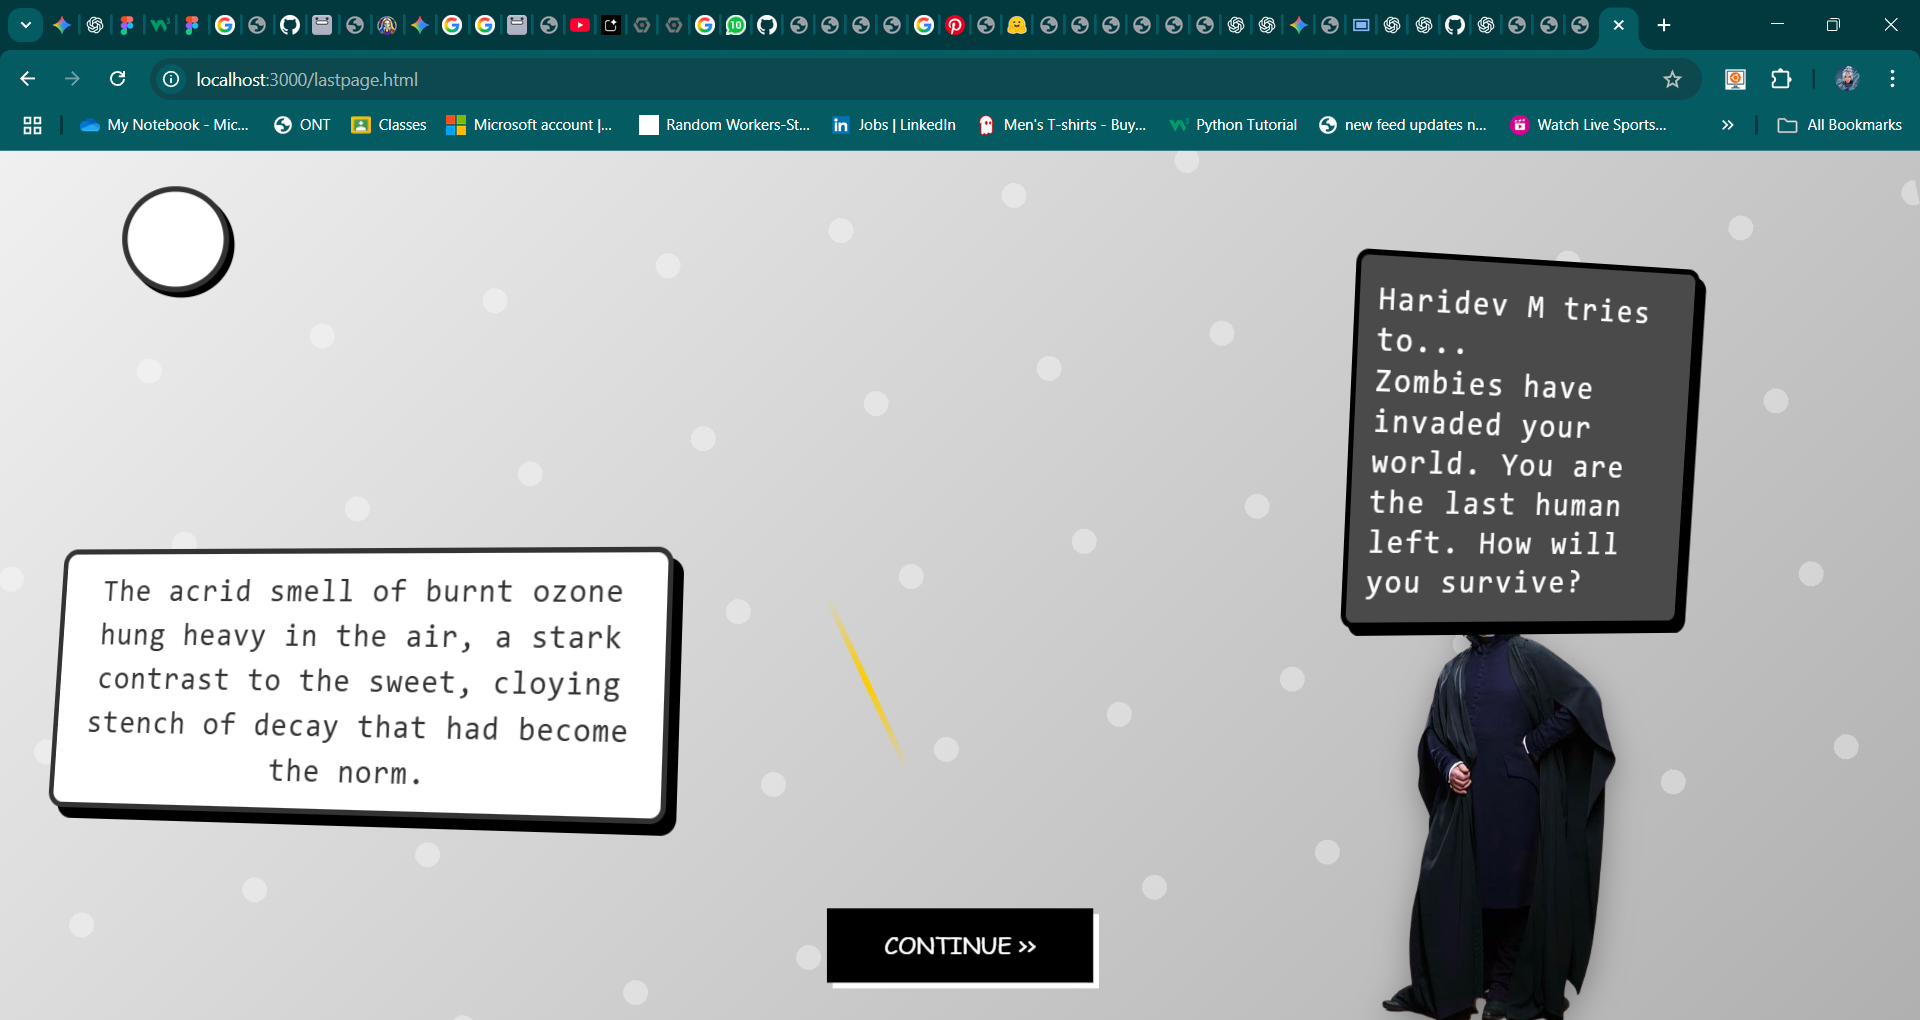 10
localhost:3000/lastpage.html
My Notebook - Mic...
ONT
Classes
Microsoft account |...
Random Workers-St...
Jobs | LinkedIn
Men's T-shirts - Buy...
Python Tutorial
new feed updates n...
Watch Live Sports...
All Bookmarks
Haridev M tries
to...
Zombies have
invaded your
world. You are
the last human
left. How will
you survive?
The acrid smell of burnt ozone
hung heavy in the air, a stark
contrast to the sweet, cloying
stench of decay that had become
the norm.
CONTINUE >>